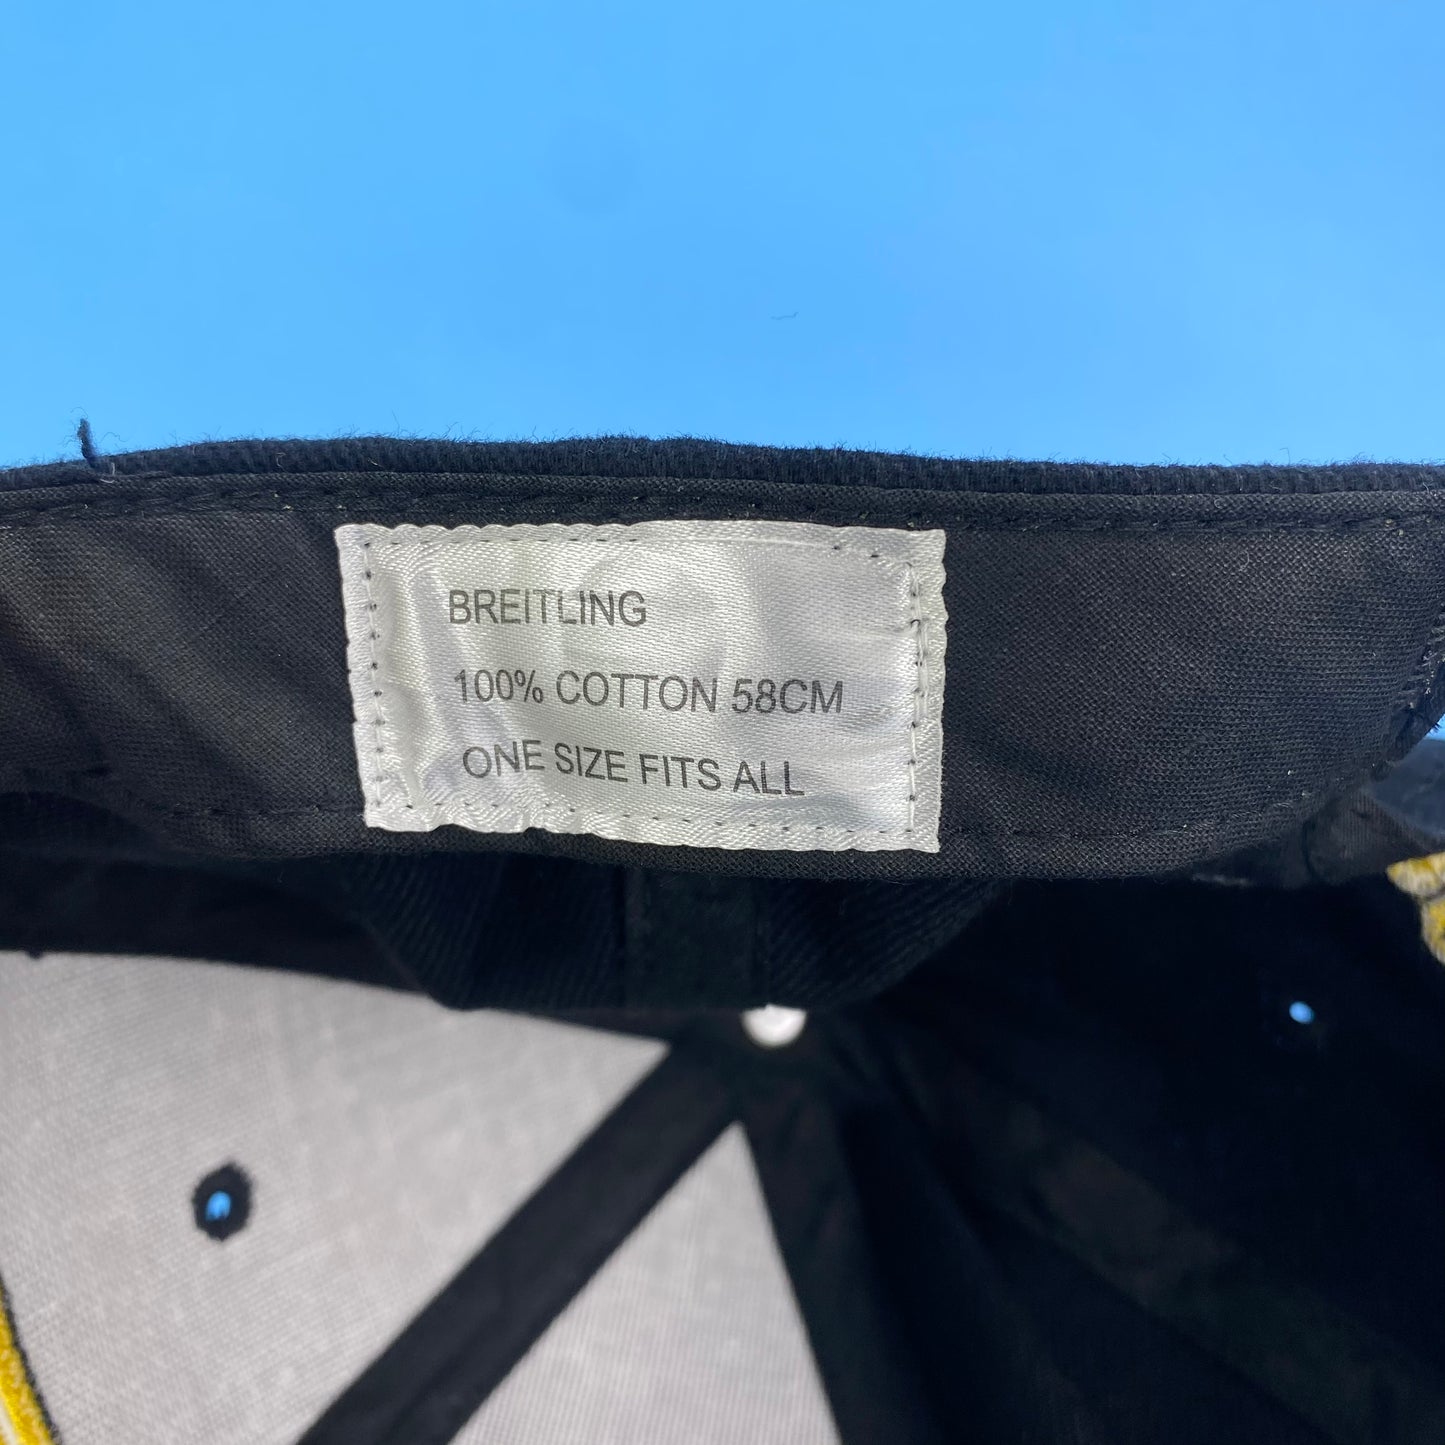 BREITLING
100% COTTON 58CM
ONE SIZE FITS ALL